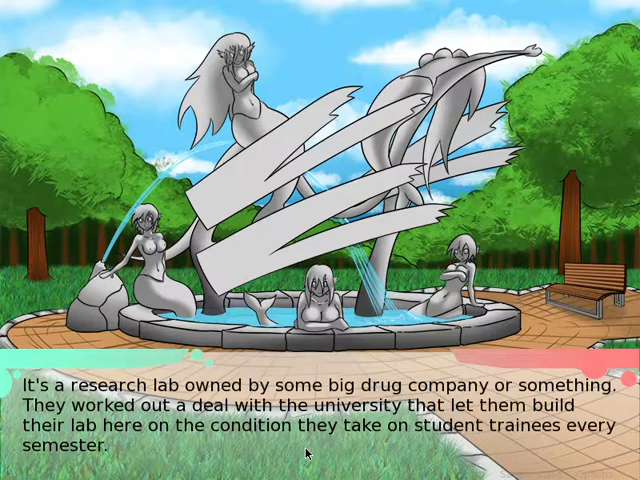 It's a research lab owned by some big drug company or something.
They worked out a deal with the university that let them build
their lab here on the condition they take on student trainees every
semester.